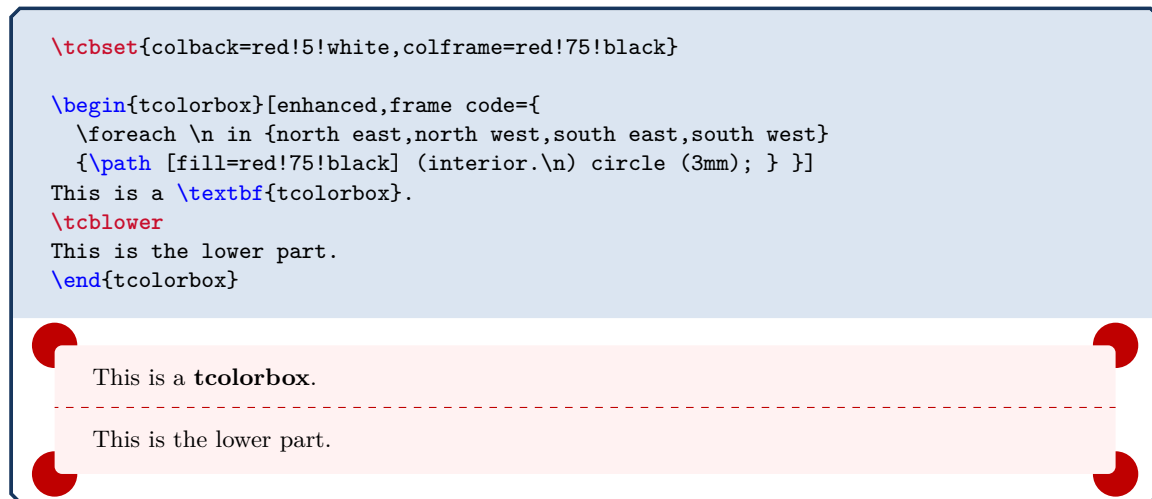 \tcbset{colback=red!5!white,colframe=red!75!black}
\begin{tcolorbox}[enhanced,frame code={
\foreach \n in {north east,north west,south east,south west}
{\path [fill=red!75!black] (interior.\n) circle (3mm); } }]
This is a \textbf{tcolorbox}.
\tcblower
This is the lower part.
\end{tcolorbox}
This is a tcolorbox.
This is the lower part.